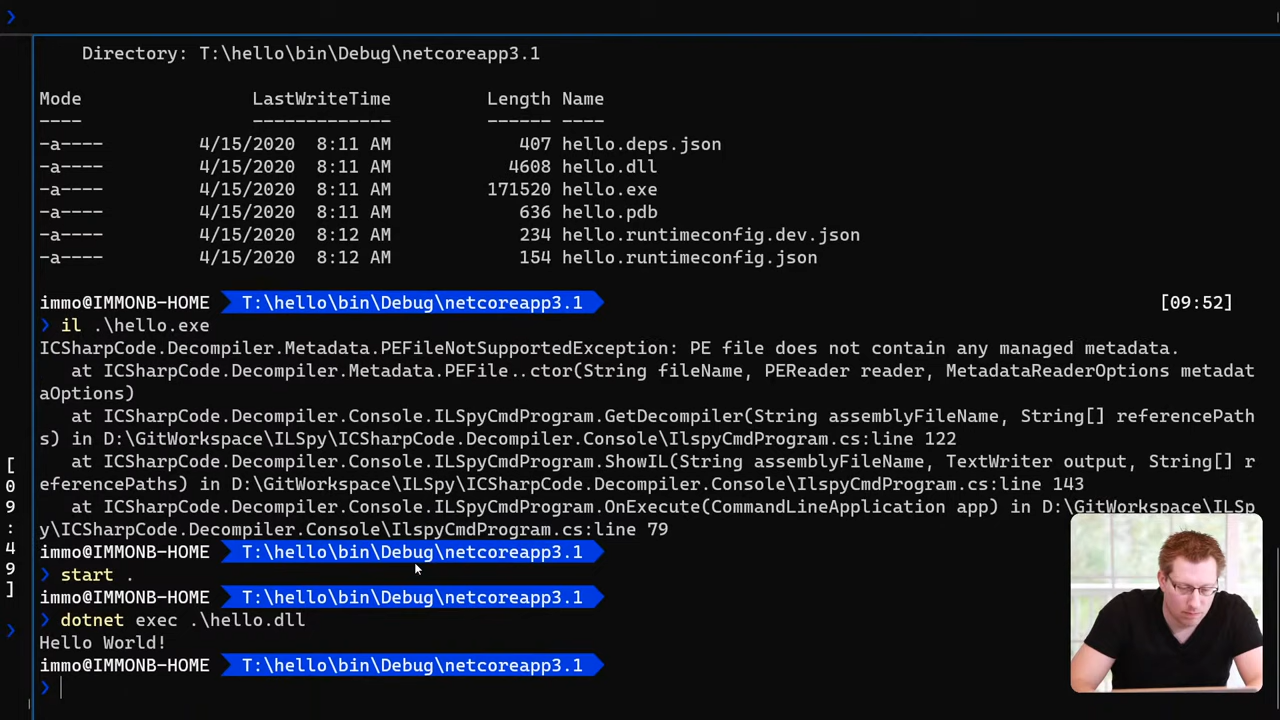 ❯
Directory: T:\hello\bin\Debug\netcoreapp3.1
Mode LastWriteTime Length Name
---- ------------- ------ ----
-a---- 4/15/2020 8:11 AM 407 hello.deps.json
-a---- 4/15/2020 8:11 AM 4608 hello.dll
-a---- 4/15/2020 8:11 AM 171520 hello.exe
-a---- 4/15/2020 8:11 AM 636 hello.pdb
-a---- 4/15/2020 8:12 AM 234 hello.runtimeconfig.dev.json
-a---- 4/15/2020 8:12 AM 154 hello.runtimeconfig.json
immo@IMMONB-HOME T:\hello\bin\Debug\netcoreapp3.1 [09:52]
❯ il .\hello.exe
ICSharpCode.Decompiler.Metadata.PEFileNotSupportedException: PE file does not contain any managed metadata.
at ICSharpCode.Decompiler.Metadata.PEFile..ctor(String fileName, PEReader reader, MetadataReaderOptions metadat
aOptions)
at ICSharpCode.Decompiler.Console.ILSpyCmdProgram.GetDecompiler(String assemblyFileName, String[] referencePath
s) in D:\GitWorkspace\ILSpy\ICSharpCode.Decompiler.Console\IlspyCmdProgram.cs:line 122
at ICSharpCode.Decompiler.Console.ILSpyCmdProgram.ShowIL(String assemblyFileName, TextWriter output, String[] r
eferencePaths) in D:\GitWorkspace\ILSpy\ICSharpCode.Decompiler.Console\IlspyCmdProgram.cs:line 143
at ICSharpCode.Decompiler.Console.ILSpyCmdProgram.OnExecute(CommandLineApplication app) in D:\GitWorkspace\ILSp
y\ICSharpCode.Decompiler.Console\IlspyCmdProgram.cs:line 79
immo@IMMONB-HOME T:\hello\bin\Debug\netcoreapp3.1
❯ start .
immo@IMMONB-HOME T:\hello\bin\Debug\netcoreapp3.1
❯ dotnet exec .\hello.dll
Hello World!
immo@IMMONB-HOME T:\hello\bin\Debug\netcoreapp3.1
❯
[
0
9
:
4
9
]
❯